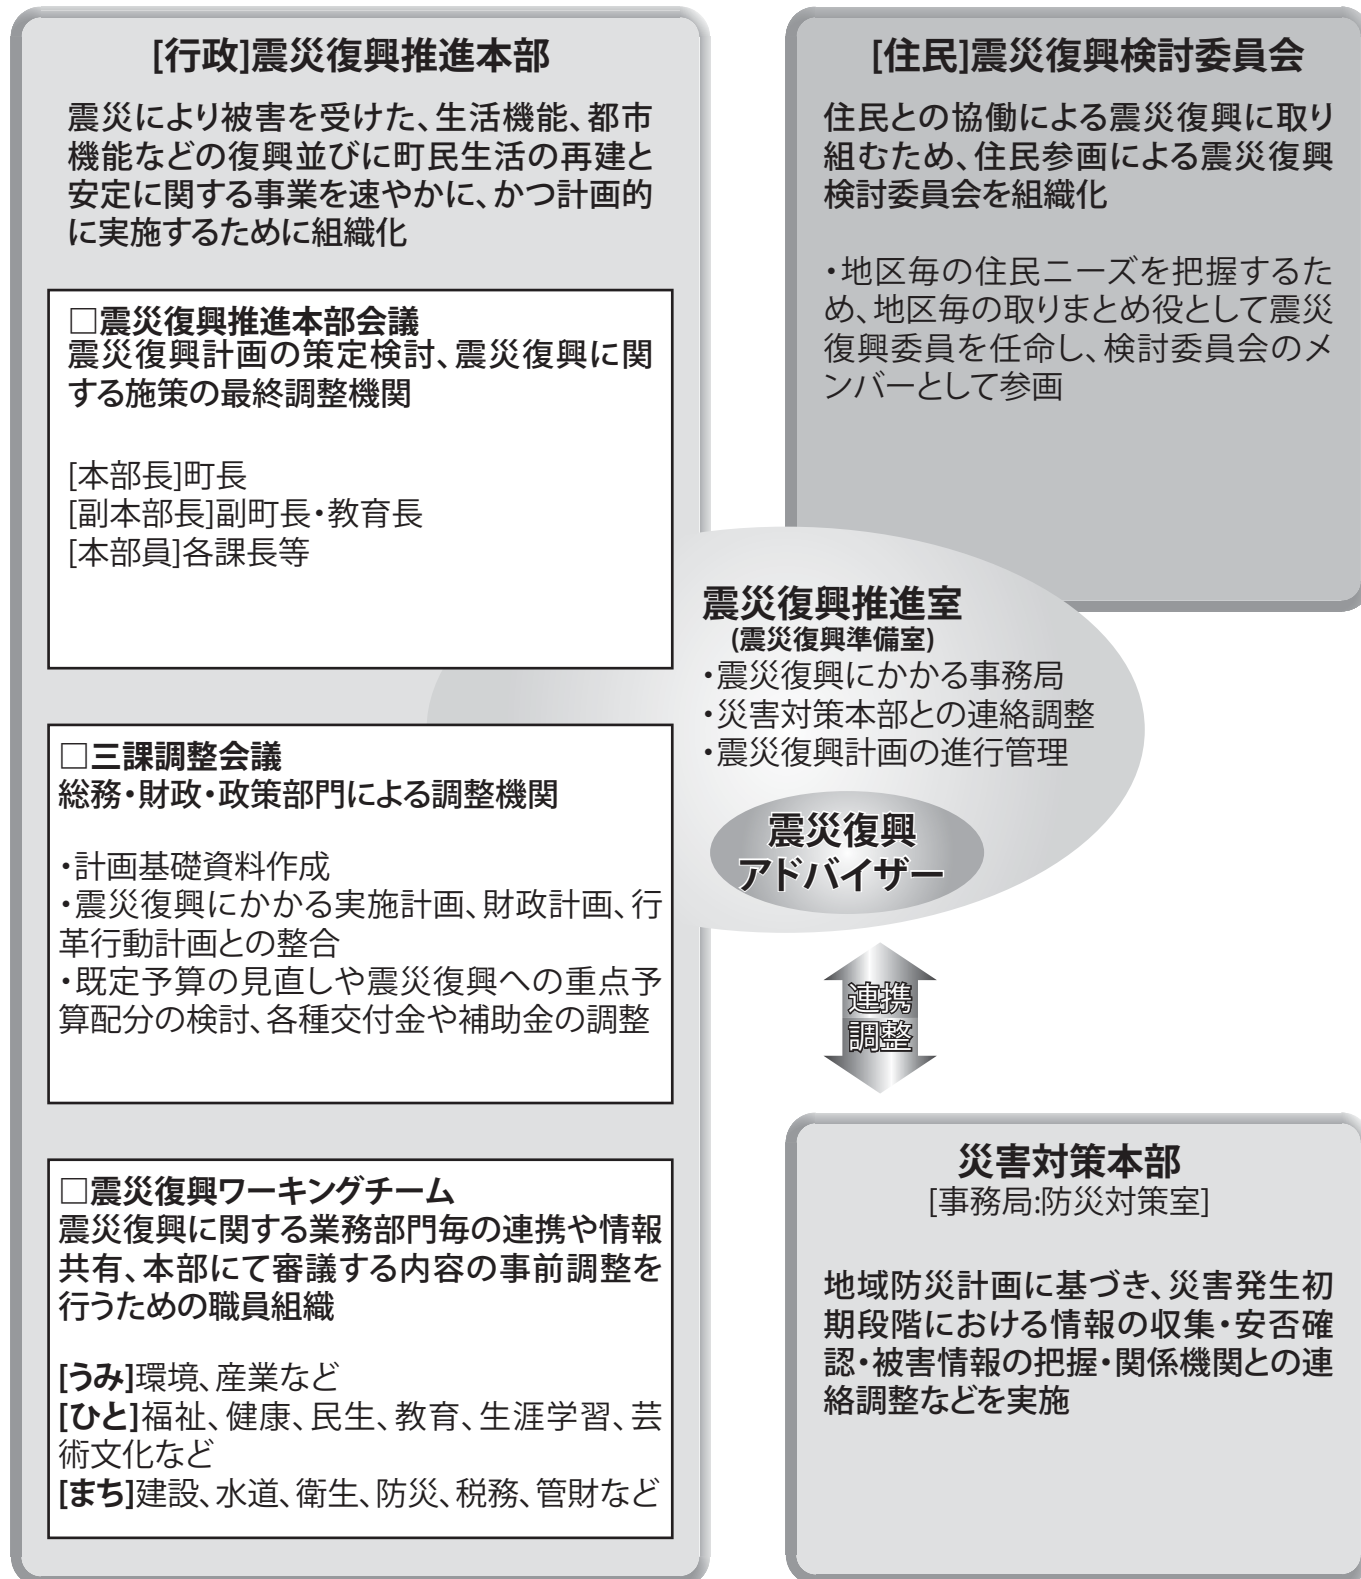 [行政]震災復興推進本部
震災により被害を受けた、生活機能、都市
機能などの復興並びに町民生活の再建と
安定に関する事業を速やかに、かつ計画的
に実施するために組織化
□震災復興推進本部会議
震災復興計画の策定検討、震災復興に関
する施策の最終調整機関
[本部長]町長
[副本部長]副町長・教育長
[本部員]各課長等
□三課調整会議
総務・財政・政策部門による調整機関
・計画基礎資料作成
・震災復興にかかる実施計画、財政計画、行
革行動計画との整合
・既定予算の見直しや震災復興への重点予
算配分の検討、各種交付金や補助金の調整
□震災復興ワーキングチーム
震災復興に関する業務部門毎の連携や情報
共有、本部にて審議する内容の事前調整を
行うための職員組織
[うみ]環境、産業など
[ひと]福祉、健康、民生、教育、生涯学習、芸
術文化など
[まち]建設、水道、衛生、防災、税務、管財など
[住民]震災復興検討委員会
住民との協働による震災復興に取り
組むため、住民参画による震災復興
検討委員会を組織化
・地区毎の住民ニーズを把握するた
め、地区毎の取りまとめ役として震災
復興委員を任命し、検討委員会のメ
ンバーとして参画
震災復興推進室
(震災復興準備室)
・震災復興にかかる事務局
・災害対策本部との連絡調整
・震災復興計画の進行管理
震災復興
アドバイザー
連携
調整
災害対策本部
[事務局:防災対策室]
地域防災計画に基づき、災害発生初
期段階における情報の収集・安否確
認・被害情報の把握・関係機関との連
絡調整などを実施